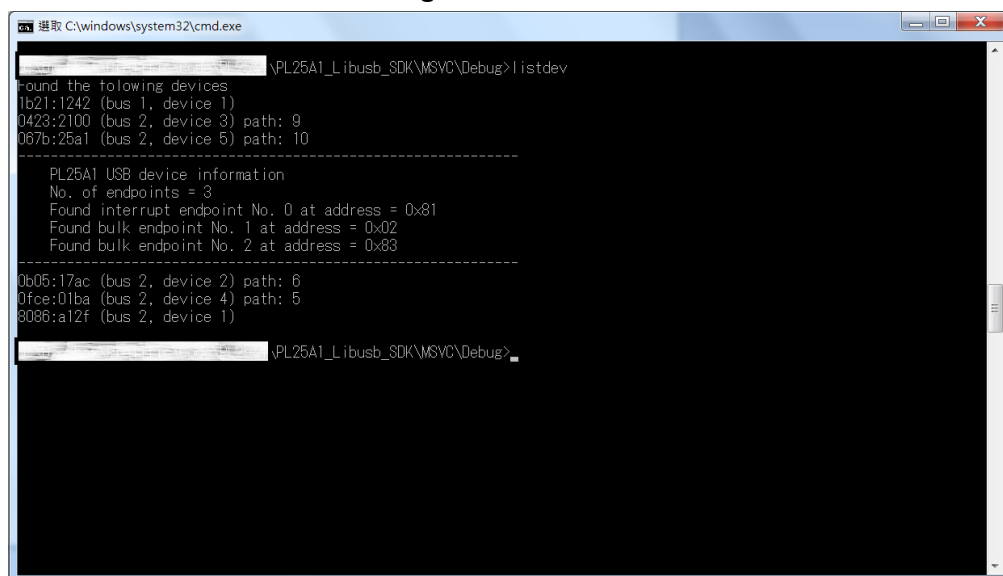 選取 C:\windows\system32\cmd.exe
\PL25A1_Libusb_SDK\MSVC\Debug>listdev
Found the folowing devices
1b21:1242 (bus 1, device 1)
0423:2100 (bus 2, device 3) path: 9
067b:25a1 (bus 2, device 5) path: 10
------------------------------------------------------------
PL25A1 USB device information
No. of endpoints = 3
Found interrupt endpoint No. 0 at address = 0x81
Found bulk endpoint No. 1 at address = 0x02
Found bulk endpoint No. 2 at address = 0x83
------------------------------------------------------------
0b05:17ac (bus 2, device 2) path: 6
0fce:01ba (bus 2, device 4) path: 5
8086:a12f (bus 2, device 1)
\PL25A1_Libusb_SDK\MSVC\Debug>